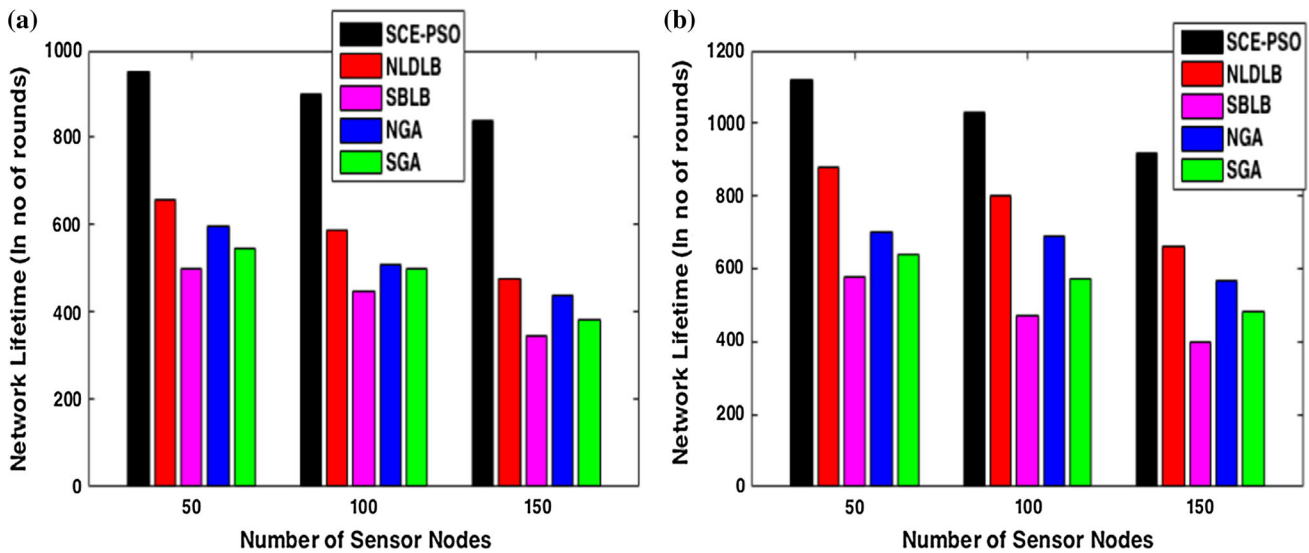 (a)
Network Lifetime (In no of rounds)
1000
800
600
400
200
0
50
100
150
Number of Sensor Nodes
SCE-PSO
NLDLB
SBLB
NGA
SGA
(b)
Network Lifetime (In no of rounds)
1200
1000
800
600
400
200
0
50
100
150
Number of Sensor Nodes
SCE-PSO
NLDLB
SBLB
NGA
SGA